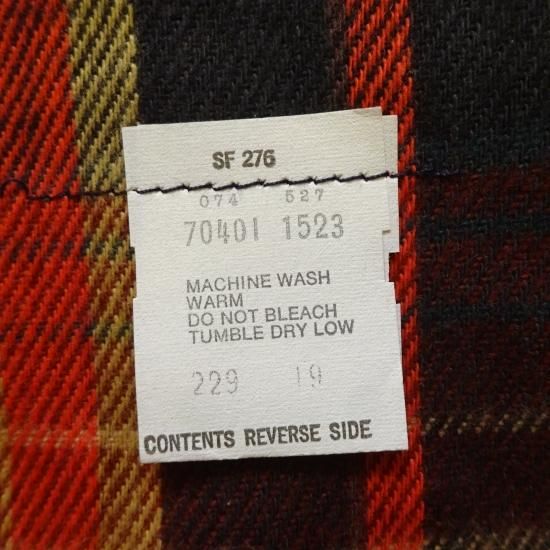 SF 276
074 527
70401 1523
MACHINE WASH
WARM
DO NOT BLEACH
TUMBLE DRY LOW
229 19
CONTENTS REVERSE SIDE